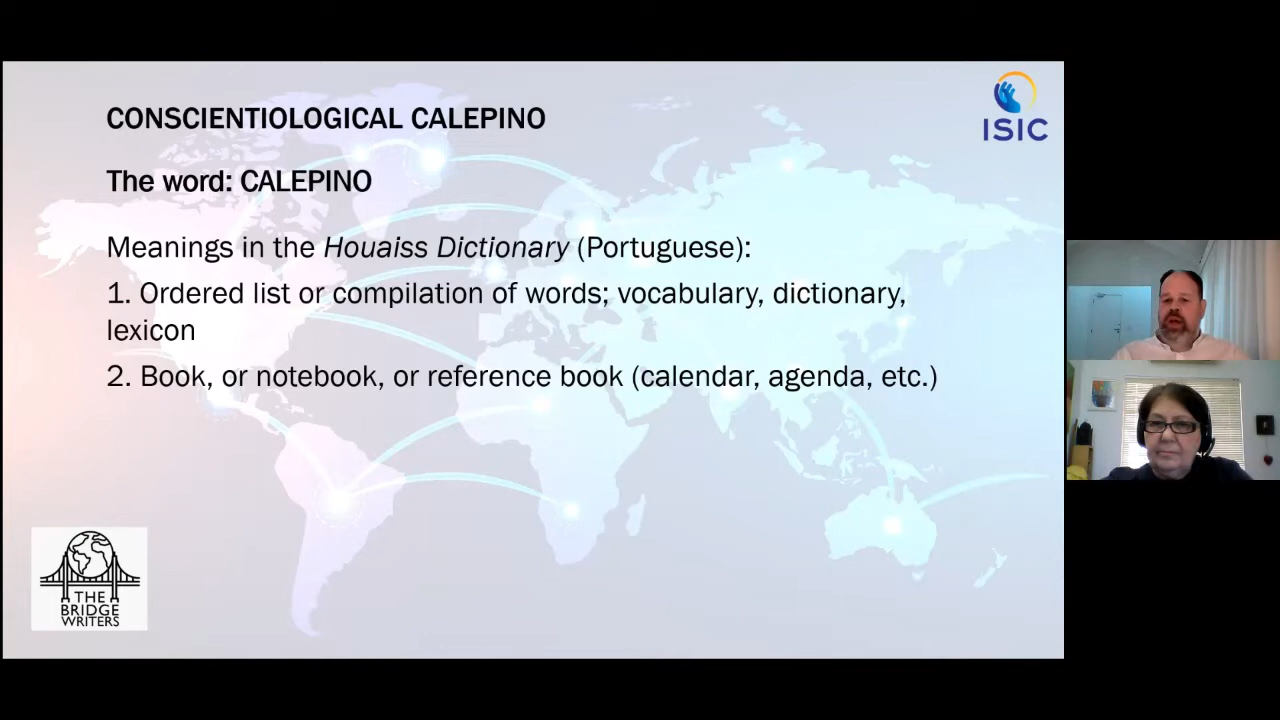 CONSCIENTIOLOGICAL CALEPINO
ISIC
The word: CALEPINO
Meanings in the Houaiss Dictionary (Portuguese):
1. Ordered list or compilation of words; vocabulary, dictionary,
lexicon
2. Book, or notebook, or reference book (calendar, agenda, etc.)
THE
BRIDGE
WRITERS